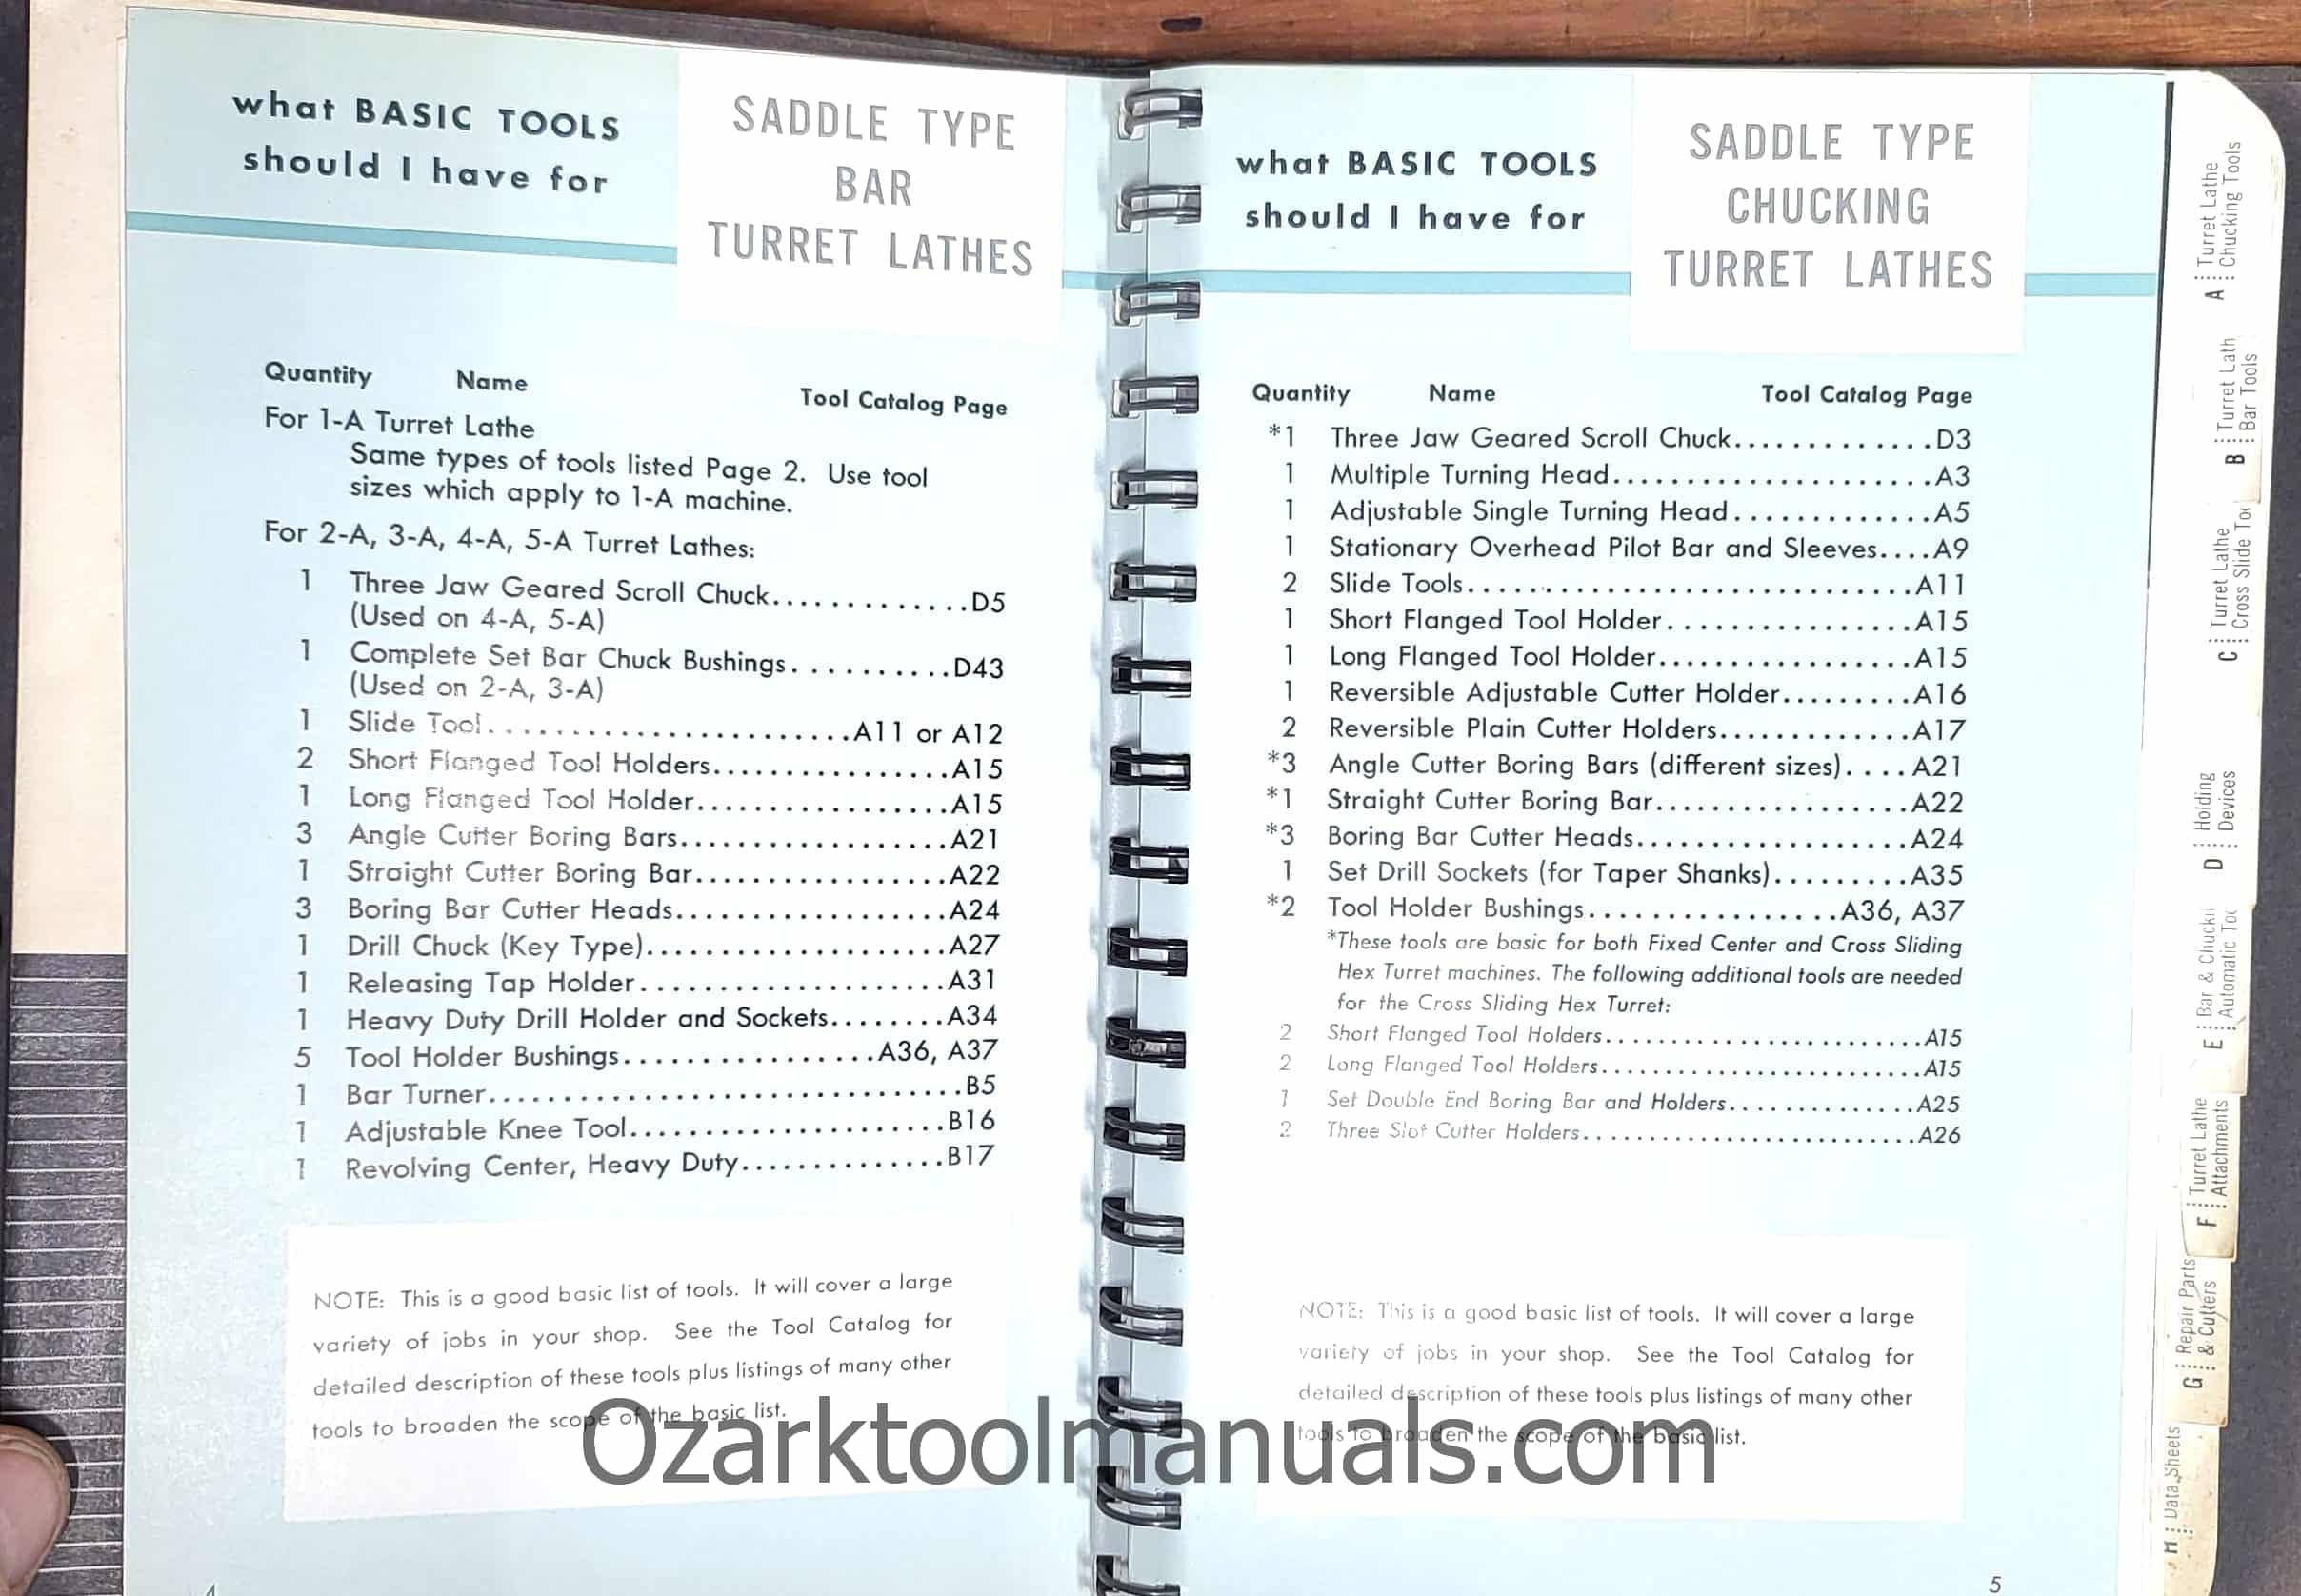 what BASIC TOOLS
should I have for
SADDLE TYPE
BAR
TURRET LATHES
Quantity Name Tool Catalog Page
For 1-A Turret Lathe
Same types of tools listed Page 2. Use tool
sizes which apply to 1-A machine.
For 2-A, 3-A, 4-A, 5-A Turret Lathes:
1 Three Jaw Geared Scroll Chuck..............D5
(Used on 4-A, 5-A)
1 Complete Set Bar Chuck Bushings...........D43
(Used on 2-A, 3-A)
1 Slide Tool.........................A11 or A12
2 Short Flanged Tool Holders................A15
1 Long Flanged Tool Holder.................A15
3 Angle Cutter Boring Bars..................A21
1 Straight Cutter Boring Bar.................A22
3 Boring Bar Cutter Heads..................A24
1 Drill Chuck (Key Type)....................A27
1 Releasing Tap Holder.....................A31
1 Heavy Duty Drill Holder and Sockets........A34
5 Tool Holder Bushings.................A36, A37
1 Bar Turner................................B5
1 Adjustable Knee Tool.....................B16
1 Revolving Center, Heavy Duty..............B17
NOTE: This is a good basic list of tools. It will cover a large
variety of jobs in your shop. See the Tool Catalog for
detailed description of these tools plus listings of many other
tools to broaden the scope of the basic list.
4
what BASIC TOOLS
should I have for
SADDLE TYPE
CHUCKING
TURRET LATHES
Quantity Name Tool Catalog Page
*1 Three Jaw Geared Scroll Chuck..............D3
1 Multiple Turning Head......................A3
1 Adjustable Single Turning Head..............A5
1 Stationary Overhead Pilot Bar and Sleeves....A9
2 Slide Tools...............................A11
1 Short Flanged Tool Holder.................A15
1 Long Flanged Tool Holder..................A15
1 Reversible Adjustable Cutter Holder.........A16
2 Reversible Plain Cutter Holders.............A17
*3 Angle Cutter Boring Bars (different sizes)....A21
*1 Straight Cutter Boring Bar..................A22
*3 Boring Bar Cutter Heads...................A24
1 Set Drill Sockets (for Taper Shanks).........A35
*2 Tool Holder Bushings.................A36, A37
*These tools are basic for both Fixed Center and Cross Sliding
Hex Turret machines. The following additional tools are needed
for the Cross Sliding Hex Turret:
2 Short Flanged Tool Holders........................A15
2 Long Flanged Tool Holders........................A15
1 Set Double End Boring Bar and Holders..............A25
2 Three Slot Cutter Holders..........................A26
NOTE: This is a good basic list of tools. It will cover a large
variety of jobs in your shop. See the Tool Catalog for
detailed description of these tools plus listings of many other
tools to broaden the scope of the basic list.
5
A Turret Lathe
Chucking Tools
B Turret Lath
Bar Tools
C Turret Lathe
Cross Slide
D Holding
Devices
E Bar &
Automatic
F Turret Lathe
Attachments
G Repair Parts
& Cutters
H Data Sheets
Ozarktoolmanuals.com